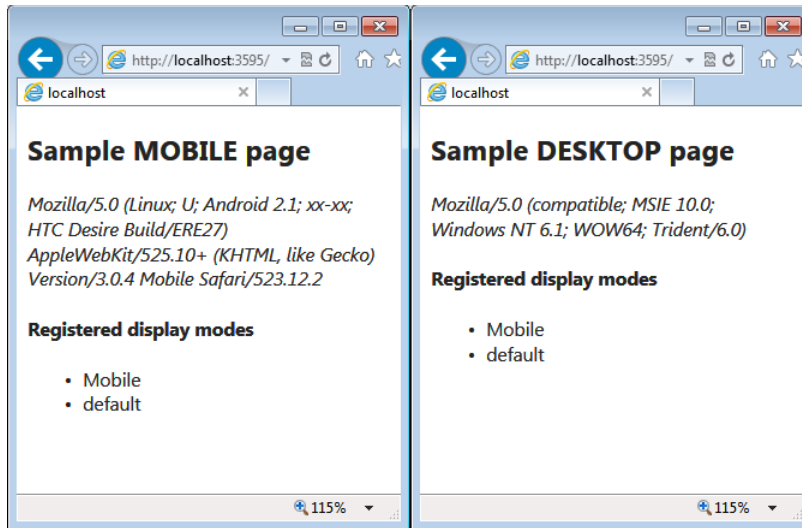 http://localhost:3595/
localhost
Sample MOBILE page
Mozilla/5.0 (Linux; U; Android 2.1; xx-xx;
HTC Desire Build/ERE27)
AppleWebKit/525.10+ (KHTML, like Gecko)
Version/3.0.4 Mobile Safari/523.12.2
Registered display modes
• Mobile
• default
115%
http://localhost:3595/
localhost
Sample DESKTOP page
Mozilla/5.0 (compatible; MSIE 10.0;
Windows NT 6.1; WOW64; Trident/6.0)
Registered display modes
• Mobile
• default
115%